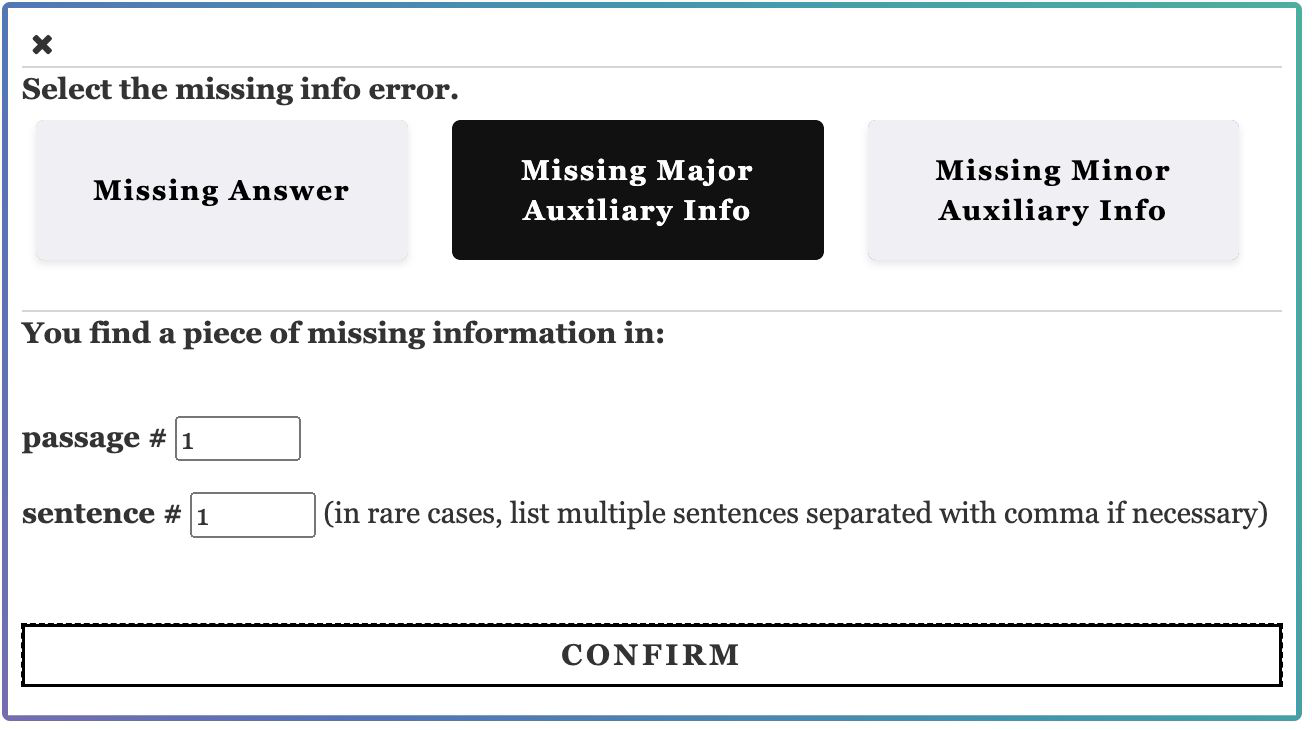 ✖
Select the missing info error.
Missing Answer
Missing Major
Auxiliary Info
Missing Minor
Auxiliary Info
You find a piece of missing information in:
passage # 1
sentence # 1 (in rare cases, list multiple sentences separated with comma if necessary)
CONFIRM